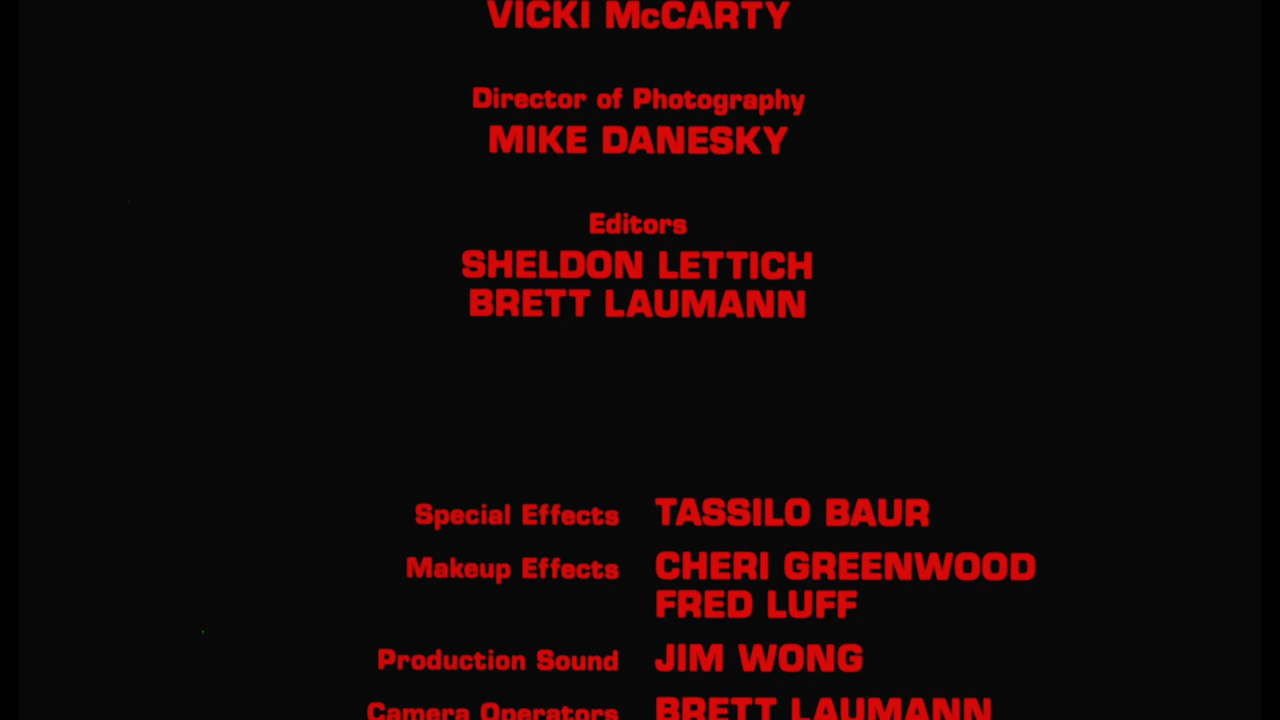 VICKI McCARTY
Director of Photography
MIKE DANESKY
Editors
SHELDON LETTICH
BRETT LAUMANN
Special Effects TASSILO BAUR
Makeup Effects CHERI GREENWOOD
FRED LUFF
Production Sound JIM WONG
Camera Operators BRETT LAUMANN